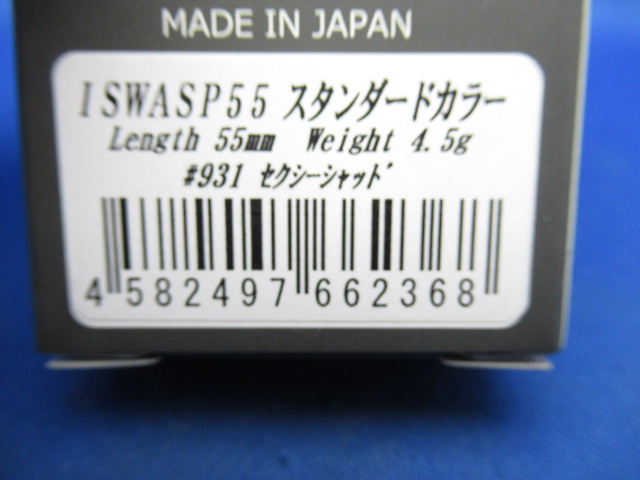 MADE IN JAPAN
ISWASP55 スタンダードカラー
Length 55mm Weight 4.5g
#931 セクシーシャッド
4 582497 662368